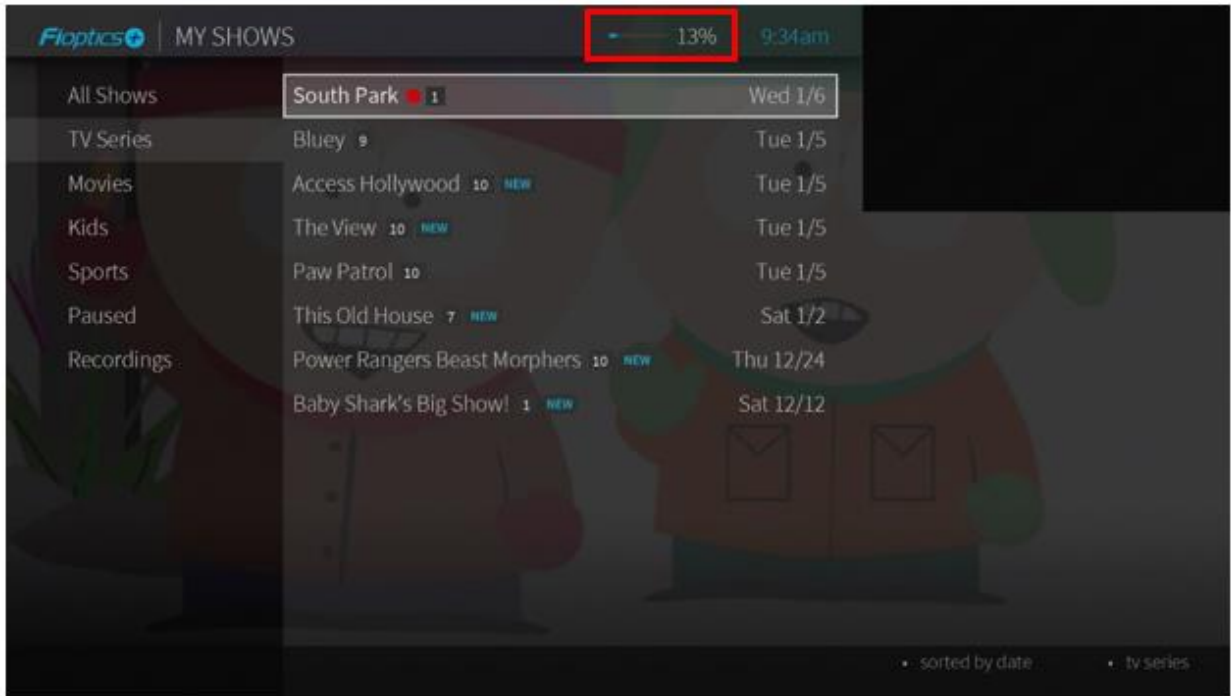 Fioptics+ MY SHOWS 13% 9:34am
All Shows
TV Series
Movies
Kids
Sports
Paused
Recordings
South Park 1 Wed 1/6
Bluey 9 Tue 1/5
Access Hollywood 10 NEW Tue 1/5
The View 10 NEW Tue 1/5
Paw Patrol 10 Tue 1/5
This Old House 7 NEW Sat 1/2
Power Rangers Beast Morphers 10 NEW Thu 12/24
Baby Shark's Big Show! 1 NEW Sat 12/12
• sorted by date • tv series